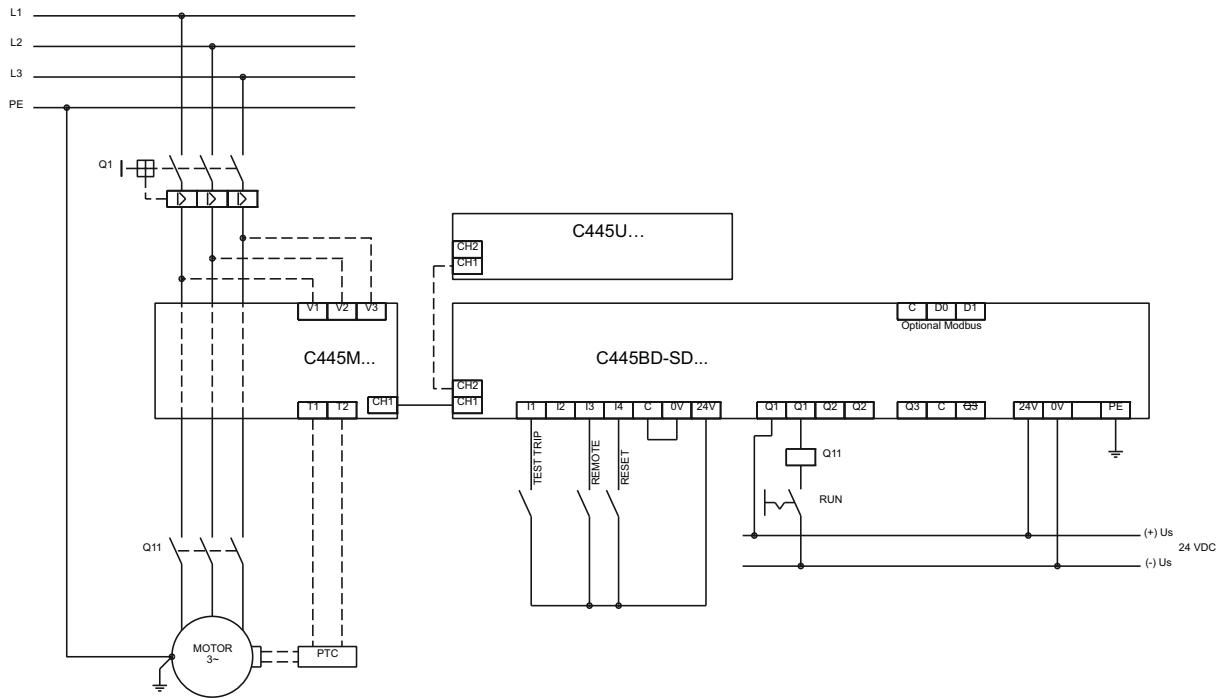 L1
L2
L3
PE
Q1
C445U…
CH2
CH1
V1 V2 V3
C D0 D1
Optional Modbus
C445M...
C445BD-SD...
CH2
CH1
T1 T2 CH1
I1 I2 I3 I4 C 0V 24V
Q1 Q1 Q2 Q2
Q3 C Q3
24V 0V PE
TEST TRIP
REMOTE
RESET
Q11
RUN
(+) Us
24 VDC
(-) Us
Q11
MOTOR
3~
PTC